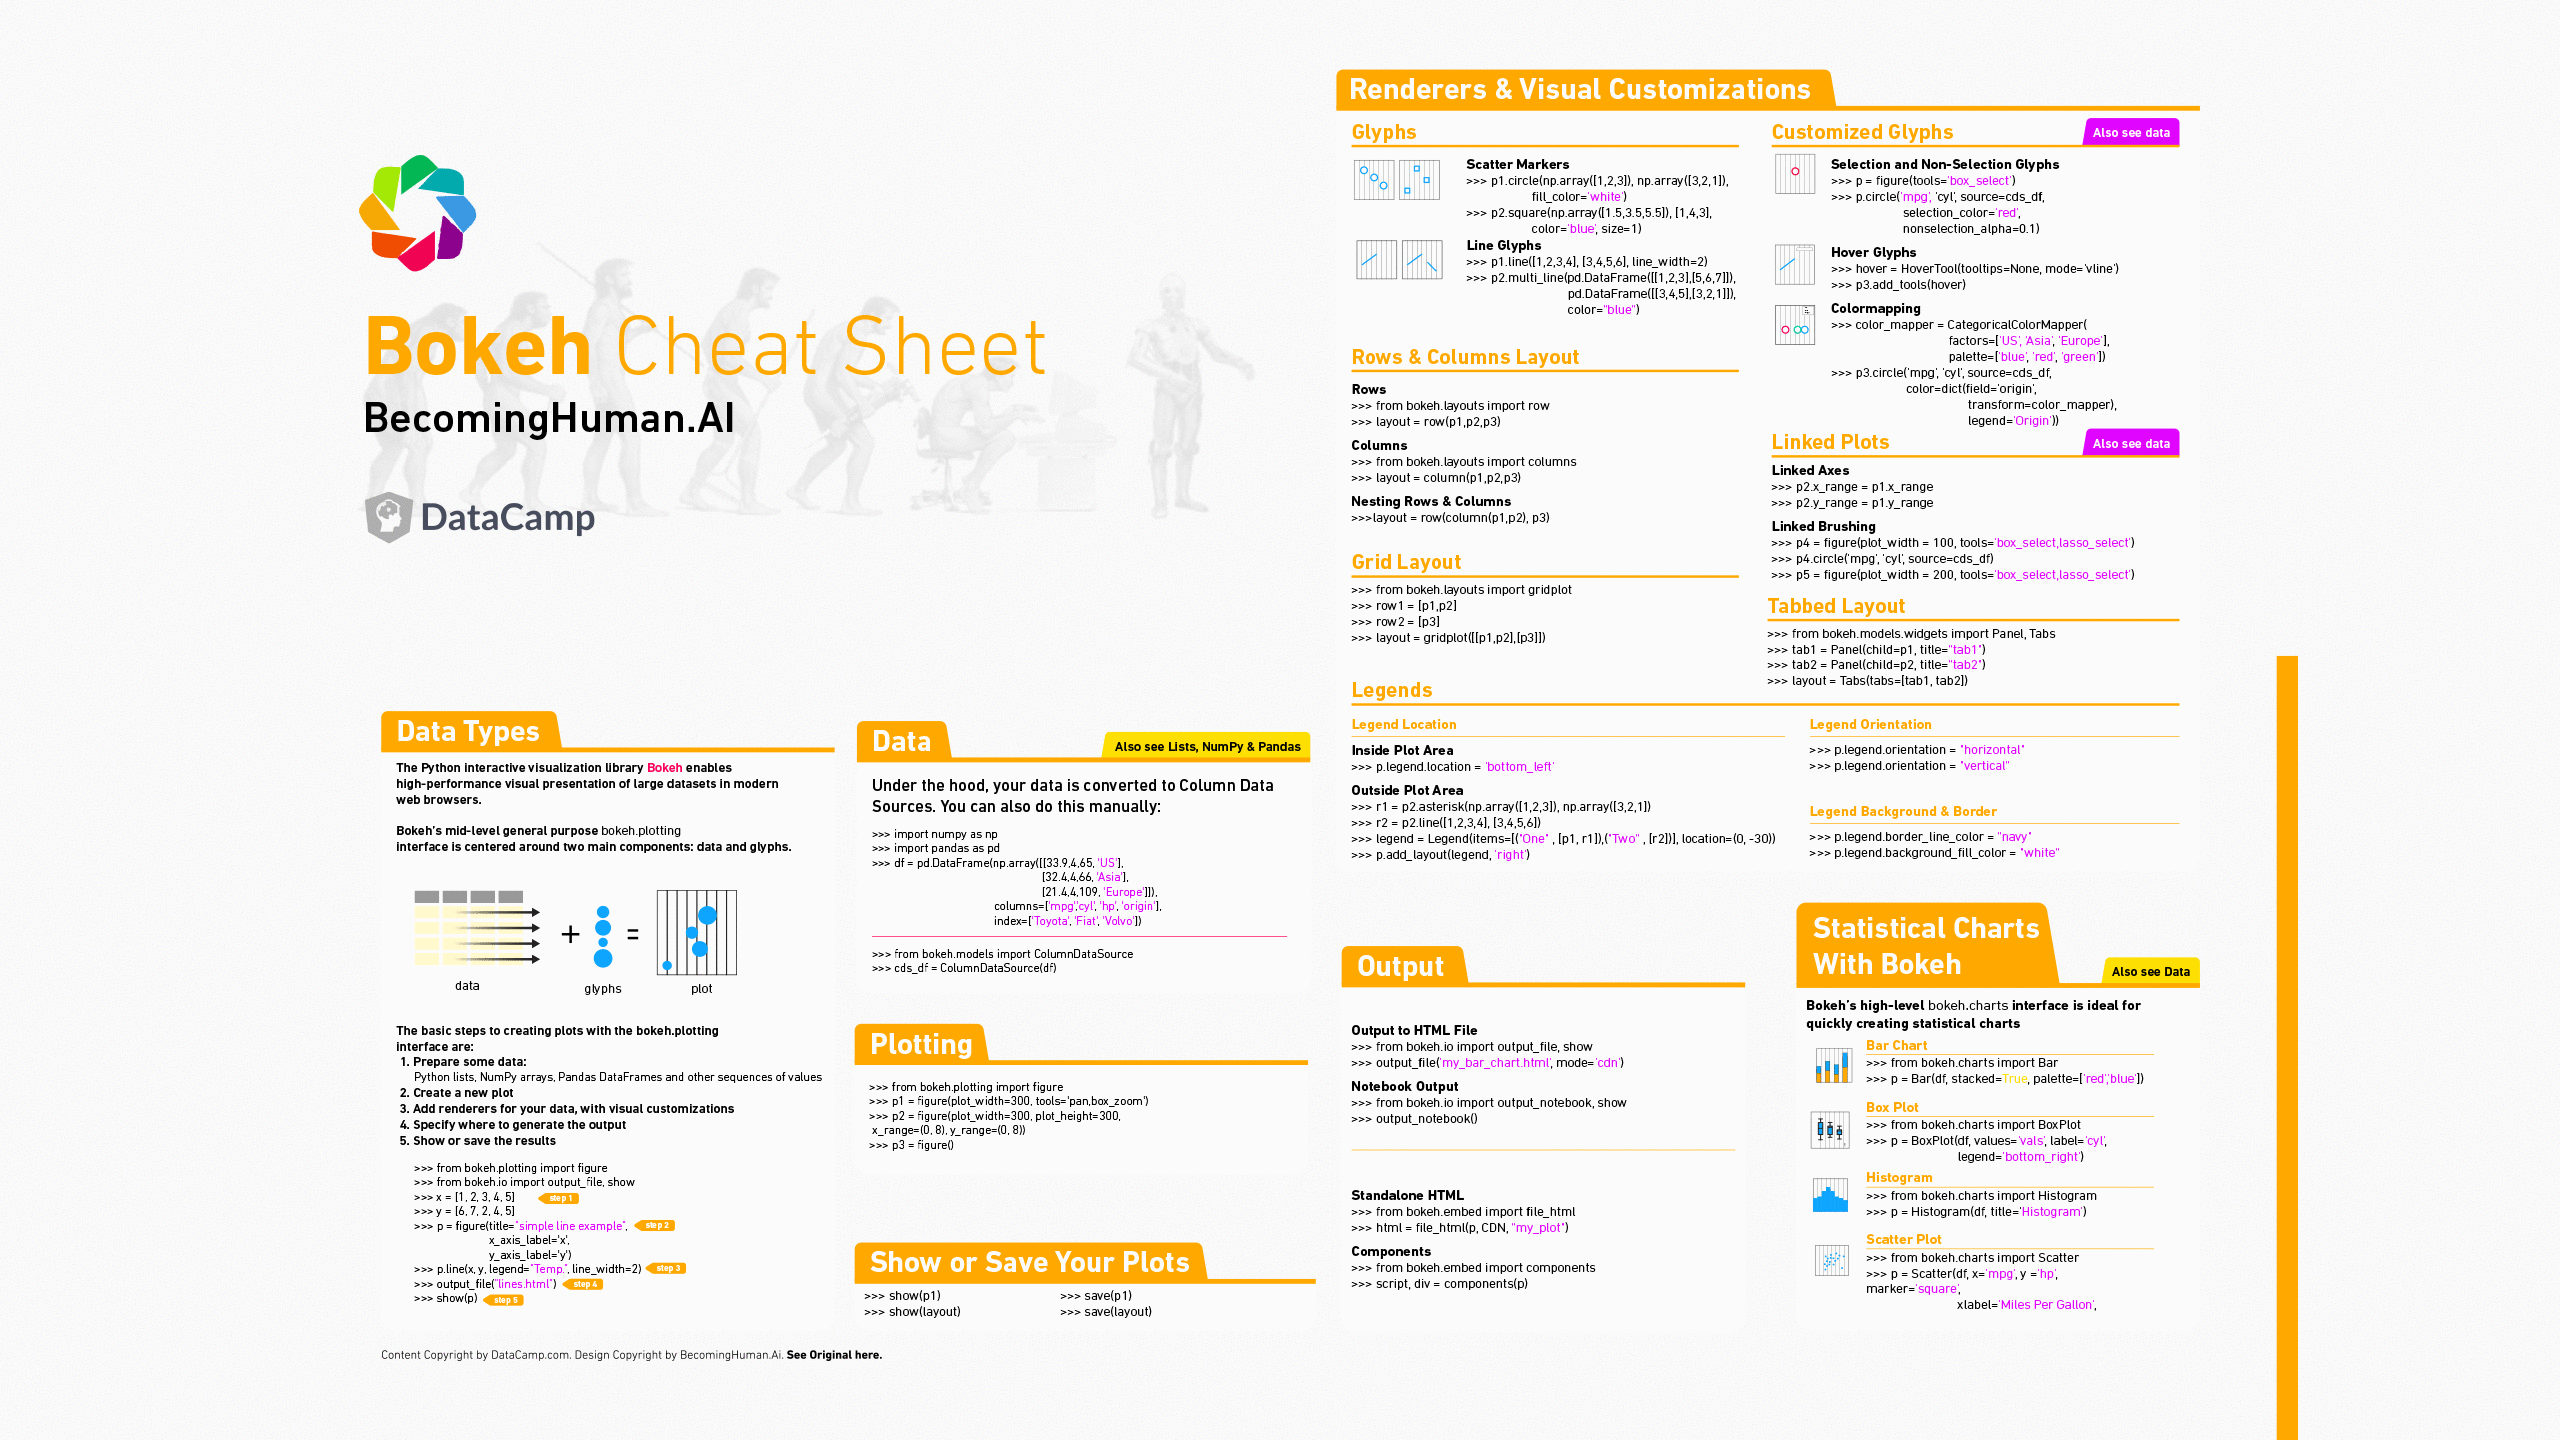 Bokeh Cheat Sheet
BecomingHuman.AI
DataCamp
Data Types
The Python interactive visualization library Bokeh enables
high-performance visual presentation of large datasets in modern
web browsers.
Bokeh's mid-level general purpose bokeh.plotting
interface is centered around two main components: data and glyphs.
data
+
glyphs
=
plot
The basic steps to creating plots with the bokeh.plotting
interface are:
1. Prepare some data:
Python lists, NumPy arrays, Pandas DataFrames and other sequences of values
2. Create a new plot
3. Add renderers for your data, with visual customizations
4. Specify where to generate the output
5. Show or save the results
>>> from bokeh.plotting import figure
>>> from bokeh.io import output_file, show
>>> x = [1, 2, 3, 4, 5] step 1
>>> y = [6, 7, 2, 4, 5]
>>> p = figure(title="simple line example", step 2
x_axis_label='x',
y_axis_label='y')
>>> p.line(x, y, legend="Temp.", line_width=2) step 3
>>> output_file("lines.html") step 4
>>> show(p) step 5
Data
Also see Lists, NumPy & Pandas
Under the hood, your data is converted to Column Data
Sources. You can also do this manually:
>>> import numpy as np
>>> import pandas as pd
>>> df = pd.DataFrame(np.array([[33.9,4,65, 'US'],
[32.4,4,66, 'Asia'],
[21.4,4,109, 'Europe']]),
columns=['mpg','cyl', 'hp', 'origin'],
index=['Toyota', 'Fiat', 'Volvo'])
>>> from bokeh.models import ColumnDataSource
>>> cds_df = ColumnDataSource(df)
Plotting
>>> from bokeh.plotting import figure
>>> p1 = figure(plot_width=300, tools='pan,box_zoom')
>>> p2 = figure(plot_width=300, plot_height=300,
x_range=(0, 8), y_range=(0, 8))
>>> p3 = figure()
Show or Save Your Plots
>>> show(p1)
>>> show(layout)
>>> save(p1)
>>> save(layout)
Renderers & Visual Customizations
Glyphs
Scatter Markers
>>> p1.circle(np.array([1,2,3]), np.array([3,2,1]),
fill_color='white')
>>> p2.square(np.array([1.5,3.5,5.5]), [1,4,3],
color='blue', size=1)
Line Glyphs
>>> p1.line([1,2,3,4], [3,4,5,6], line_width=2)
>>> p2.multi_line(pd.DataFrame([[1,2,3],[5,6,7]]),
pd.DataFrame([[3,4,5],[3,2,1]]),
color="blue")
Rows & Columns Layout
Rows
>>> from bokeh.layouts import row
>>> layout = row(p1,p2,p3)
Columns
>>> from bokeh.layouts import columns
>>> layout = column(p1,p2,p3)
Nesting Rows & Columns
>>>layout = row(column(p1,p2), p3)
Grid Layout
>>> from bokeh.layouts import gridplot
>>> row1 = [p1,p2]
>>> row2 = [p3]
>>> layout = gridplot([[p1,p2],[p3]])
Customized Glyphs
Also see data
Selection and Non-Selection Glyphs
>>> p = figure(tools='box_select')
>>> p.circle('mpg', 'cyl', source=cds_df,
selection_color='red',
nonselection_alpha=0.1)
Hover Glyphs
>>> hover = HoverTool(tooltips=None, mode='vline')
>>> p3.add_tools(hover)
Colormapping
>>> color_mapper = CategoricalColorMapper(
factors=['US', 'Asia', 'Europe'],
palette=['blue', 'red', 'green'])
>>> p3.circle('mpg', 'cyl', source=cds_df,
color=dict(field='origin',
transform=color_mapper),
legend='Origin'))
Linked Plots
Also see data
Linked Axes
>>> p2.x_range = p1.x_range
>>> p2.y_range = p1.y_range
Linked Brushing
>>> p4 = figure(plot_width = 100, tools='box_select,lasso_select')
>>> p4.circle('mpg', 'cyl', source=cds_df)
>>> p5 = figure(plot_width = 200, tools='box_select,lasso_select')
Tabbed Layout
>>> from bokeh.models.widgets import Panel, Tabs
>>> tab1 = Panel(child=p1, title="tab1")
>>> tab2 = Panel(child=p2, title="tab2")
>>> layout = Tabs(tabs=[tab1, tab2])
Legends
Legend Location
Inside Plot Area
>>> p.legend.location = 'bottom_left'
Outside Plot Area
>>> r1 = p2.asterisk(np.array([1,2,3]), np.array([3,2,1])
>>> r2 = p2.line([1,2,3,4], [3,4,5,6])
>>> legend = Legend(items=[("One" , [p1, r1]),("Two" , [r2])], location=(0, -30))
>>> p.add_layout(legend, 'right')
Legend Orientation
>>> p.legend.orientation = "horizontal"
>>> p.legend.orientation = "vertical"
Legend Background & Border
>>> p.legend.border_line_color = "navy"
>>> p.legend.background_fill_color = "white"
Output
Output to HTML File
>>> from bokeh.io import output_file, show
>>> output_file('my_bar_chart.html', mode='cdn')
Notebook Output
>>> from bokeh.io import output_notebook, show
>>> output_notebook()
Standalone HTML
>>> from bokeh.embed import file_html
>>> html = file_html(p, CDN, "my_plot")
Components
>>> from bokeh.embed import components
>>> script, div = components(p)
Statistical Charts
With Bokeh
Also see Data
Bokeh's high-level bokeh.charts interface is ideal for
quickly creating statistical charts
Bar Chart
>>> from bokeh.charts import Bar
>>> p = Bar(df, stacked=True, palette=['red','blue'])
Box Plot
>>> from bokeh.charts import BoxPlot
>>> p = BoxPlot(df, values='vals', label='cyl',
legend='bottom_right')
Histogram
>>> from bokeh.charts import Histogram
>>> p = Histogram(df, title='Histogram')
Scatter Plot
>>> from bokeh.charts import Scatter
>>> p = Scatter(df, x='mpg', y ='hp',
marker='square',
xlabel='Miles Per Gallon',
Content Copyright by DataCamp.com. Design Copyright by BecomingHuman.Ai. See Original here.